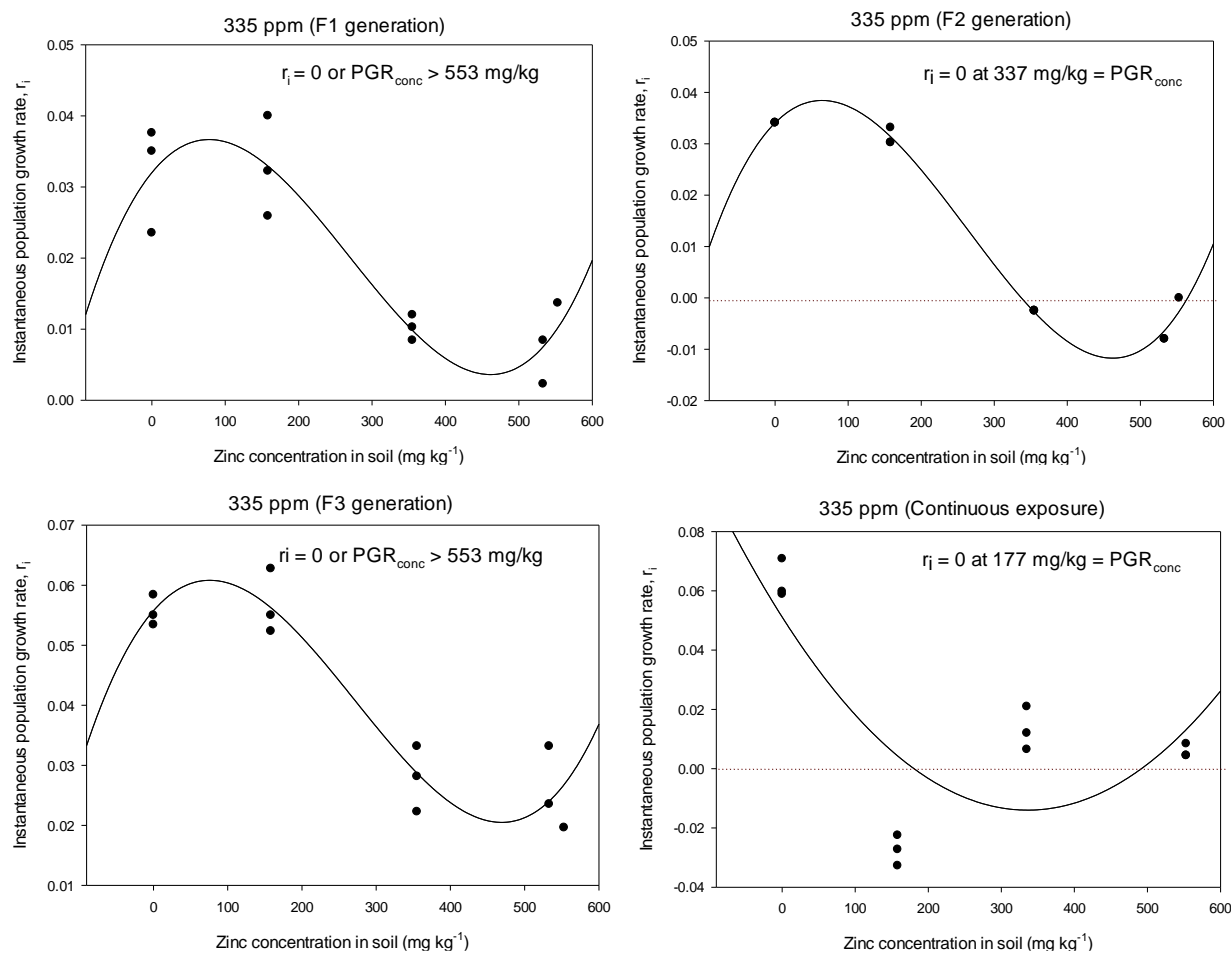 335 ppm (F1 generation)
r_i = 0 or PGR_conc > 553 mg/kg
Instantaneous population growth rate, r_i
0.05
0.04
0.03
0.02
0.01
0.00
0 100 200 300 400 500 600
Zinc concentration in soil (mg kg⁻¹)
335 ppm (F2 generation)
r_i = 0 at 337 mg/kg = PGR_conc
Instantaneous population growth rate, r_i
0.05
0.04
0.03
0.01
0.00
-0.01
-0.02
0 100 200 300 400 500 600
Zinc concentration in soil (mg kg⁻¹)
335 ppm (F3 generation)
ri = 0 or PGR_conc > 553 mg/kg
Instantaneous population growth rate, r_i
0.07
0.06
0.05
0.04
0.03
0.02
0.01
0 100 200 300 400 500 600
Zinc concentration in soil (mg kg⁻¹)
335 ppm (Continuous exposure)
r_i = 0 at 177 mg/kg = PGR_conc
Instantaneous population growth rate, r_i
0.08
0.06
0.04
0.02
0.00
-0.02
-0.04
0 100 200 300 400 500 600
Zinc concentration in soil (mg kg⁻¹)